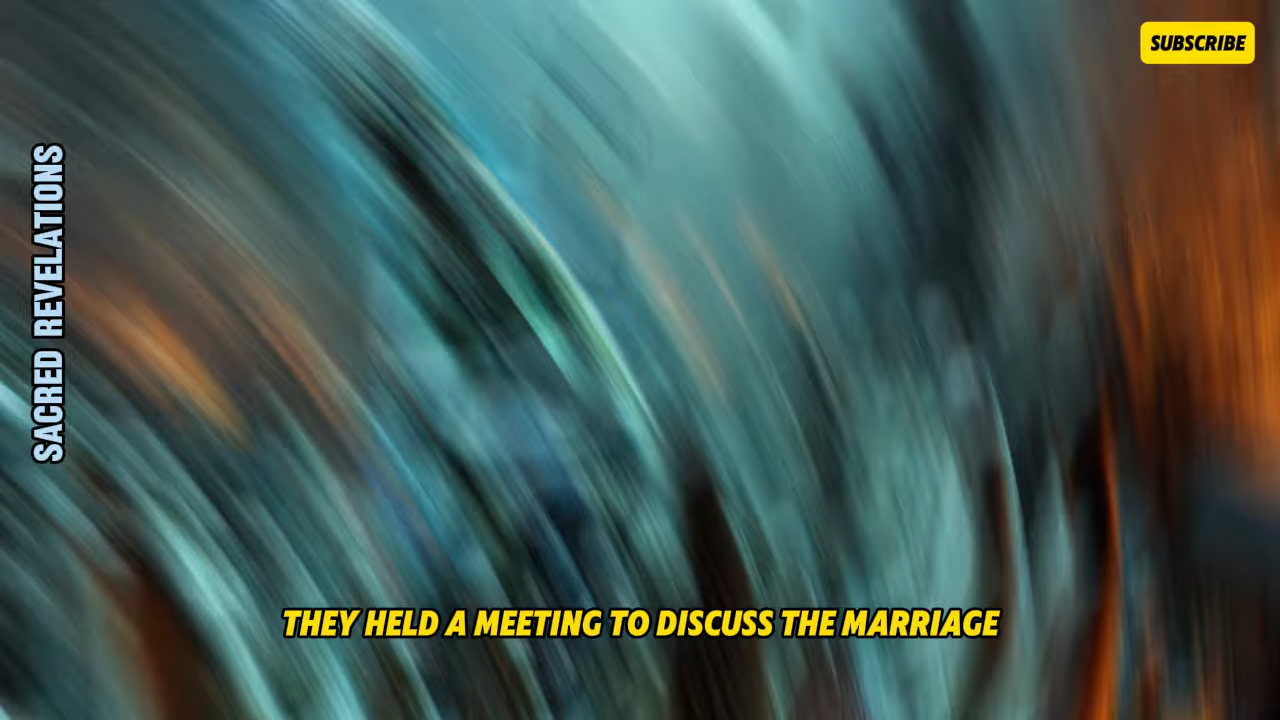 SUBSCRIBE
SACRED REVELATIONS
THEY HELD A MEETING TO DISCUSS THE MARRIAGE